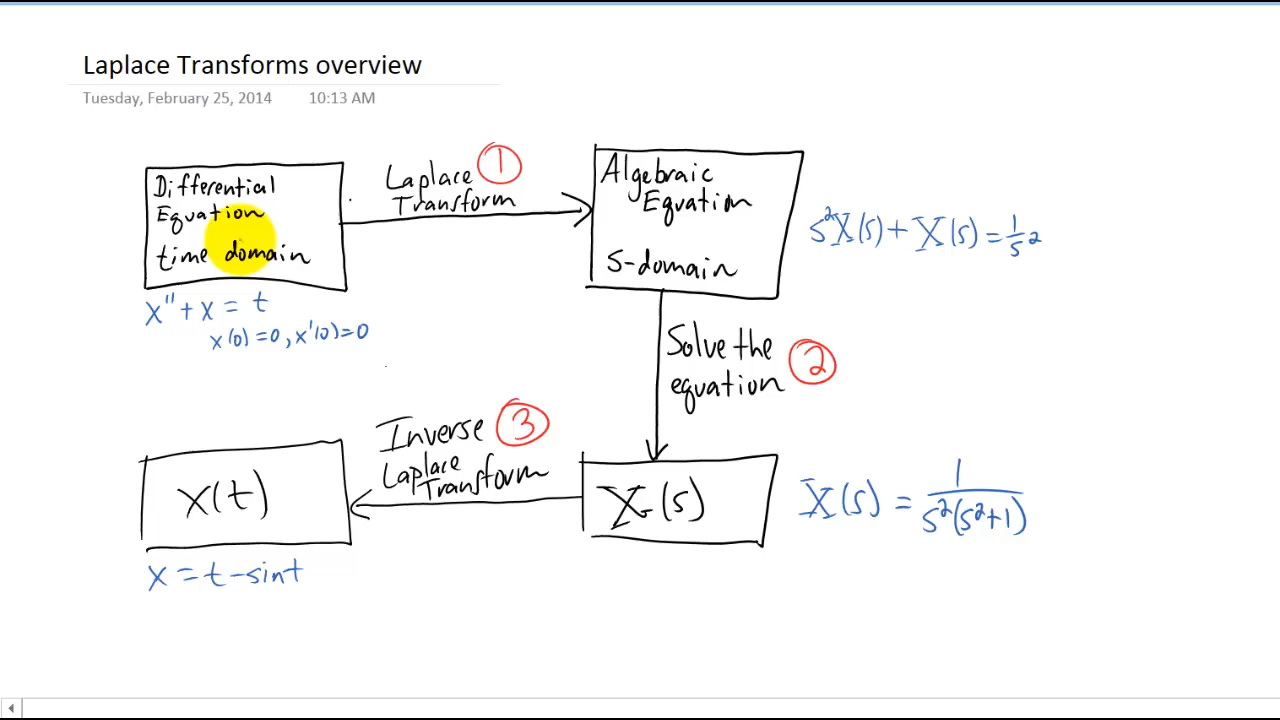 Laplace Transforms overview
Tuesday, February 25, 2014 10:13 AM
Differential
Equation
time domain
x'' + x = t
x(0) = 0, x'(0) = 0
Laplace
Transform
1
Algebraic
Equation
s-domain
s²X(s) + X(s) = 1/s²
Solve the
equation
2
X(s)
X(s) = 1/(s²(s²+1))
Inverse
Laplace
Transform
3
x(t)
x = t - sint